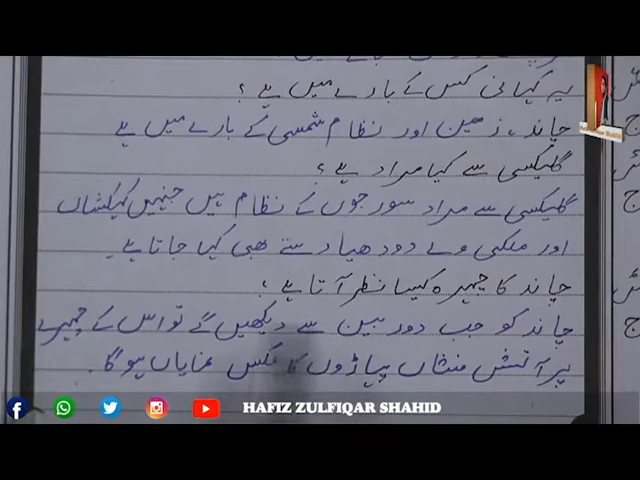 یہ کہانی کس کے بارے میں ہے؟
چاند، زمین اور نظام شمسی کے بارے میں ہے
گلیکسی سے کیا مراد ہے؟
گلیکسی سے مراد سورجوں کے نظام ہیں جنہیں کہکشاں
اور ملکی وے دودھیا رستے بھی کہا جاتا ہے۔
چاند کا چہرہ کیسا نظر آتا ہے؟
چاند کو جب دوربین سے دیکھیں گے تو اس کے چہرے
پر آتش فشاں پہاڑوں کا عکس نمایاں ہوگا۔
س
ج
س
ج
س
ج
HAFIZ ZULFIQAR SHAHID